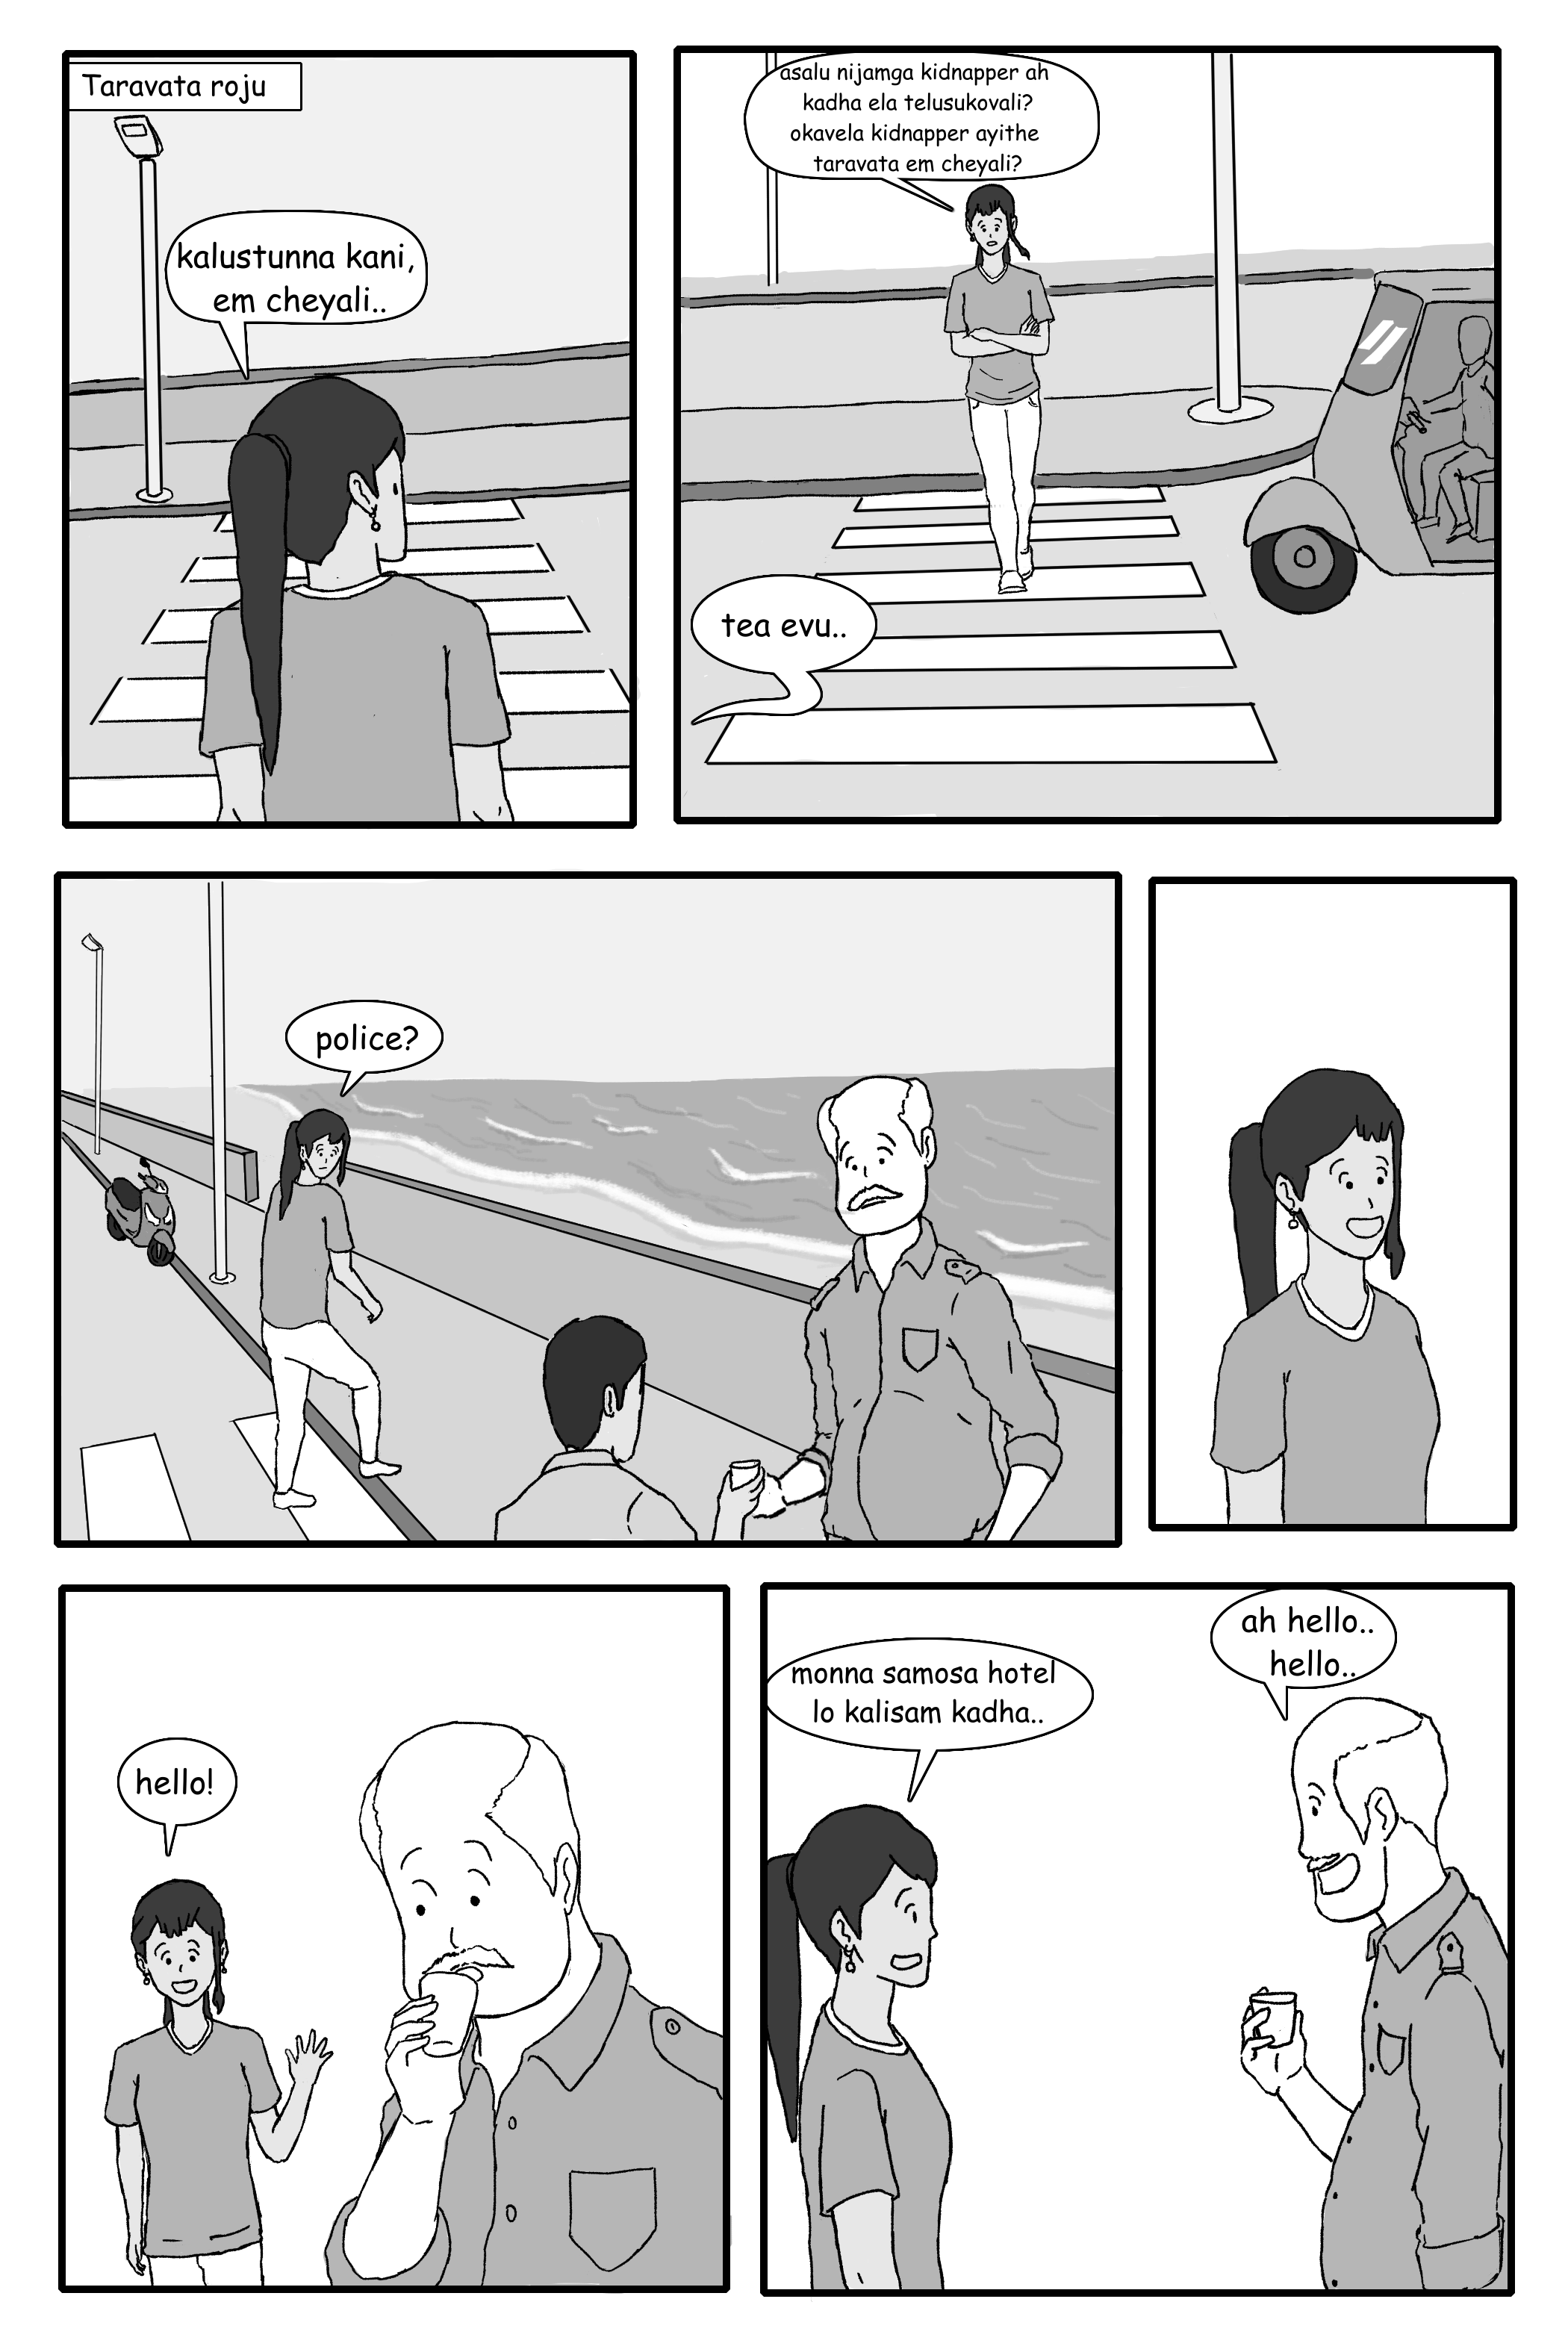 Taravata roju
kalustunna kani,
em cheyali..
asalu nijamga kidnapper ah
kadha ela telusukovali?
okavela kidnapper ayithe
taravata em cheyali?
tea evu..
police?
hello!
monna samosa hotel
lo kalisam kadha..
ah hello..
hello..